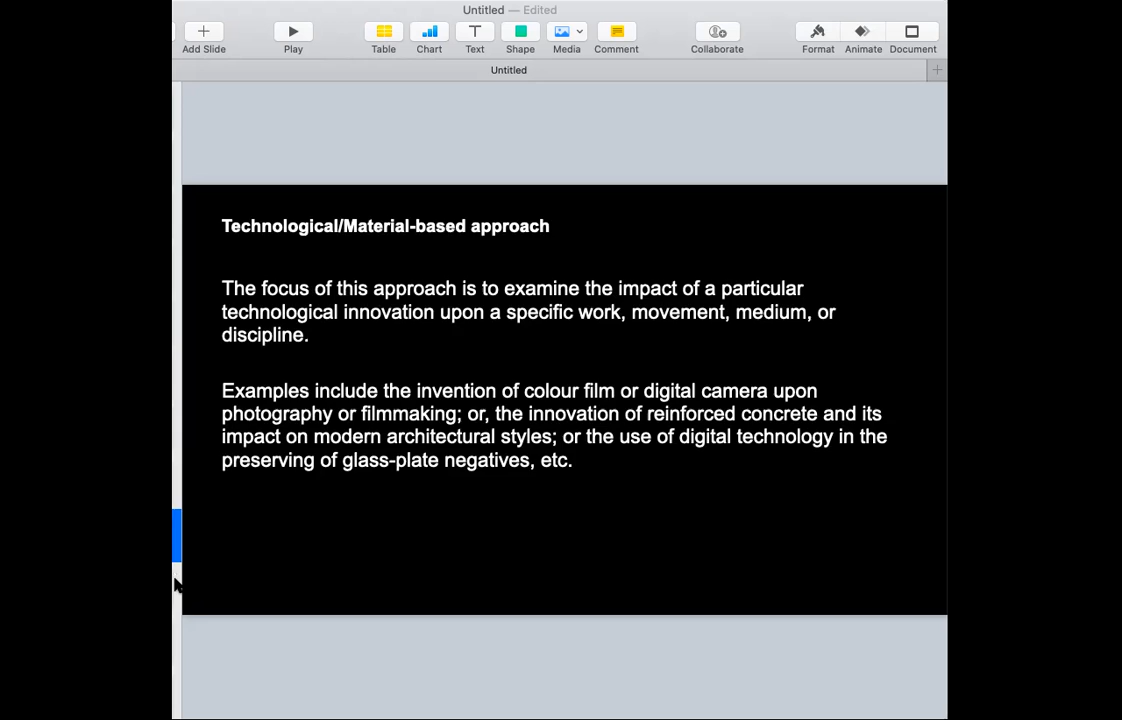 Untitled — Edited
Add Slide
Play
Table
Chart
Text
Shape
Media
Comment
Collaborate
Format
Animate
Document
Untitled
Technological/Material-based approach
The focus of this approach is to examine the impact of a particular
technological innovation upon a specific work, movement, medium, or
discipline.
Examples include the invention of colour film or digital camera upon
photography or filmmaking; or, the innovation of reinforced concrete and its
impact on modern architectural styles; or the use of digital technology in the
preserving of glass-plate negatives, etc.